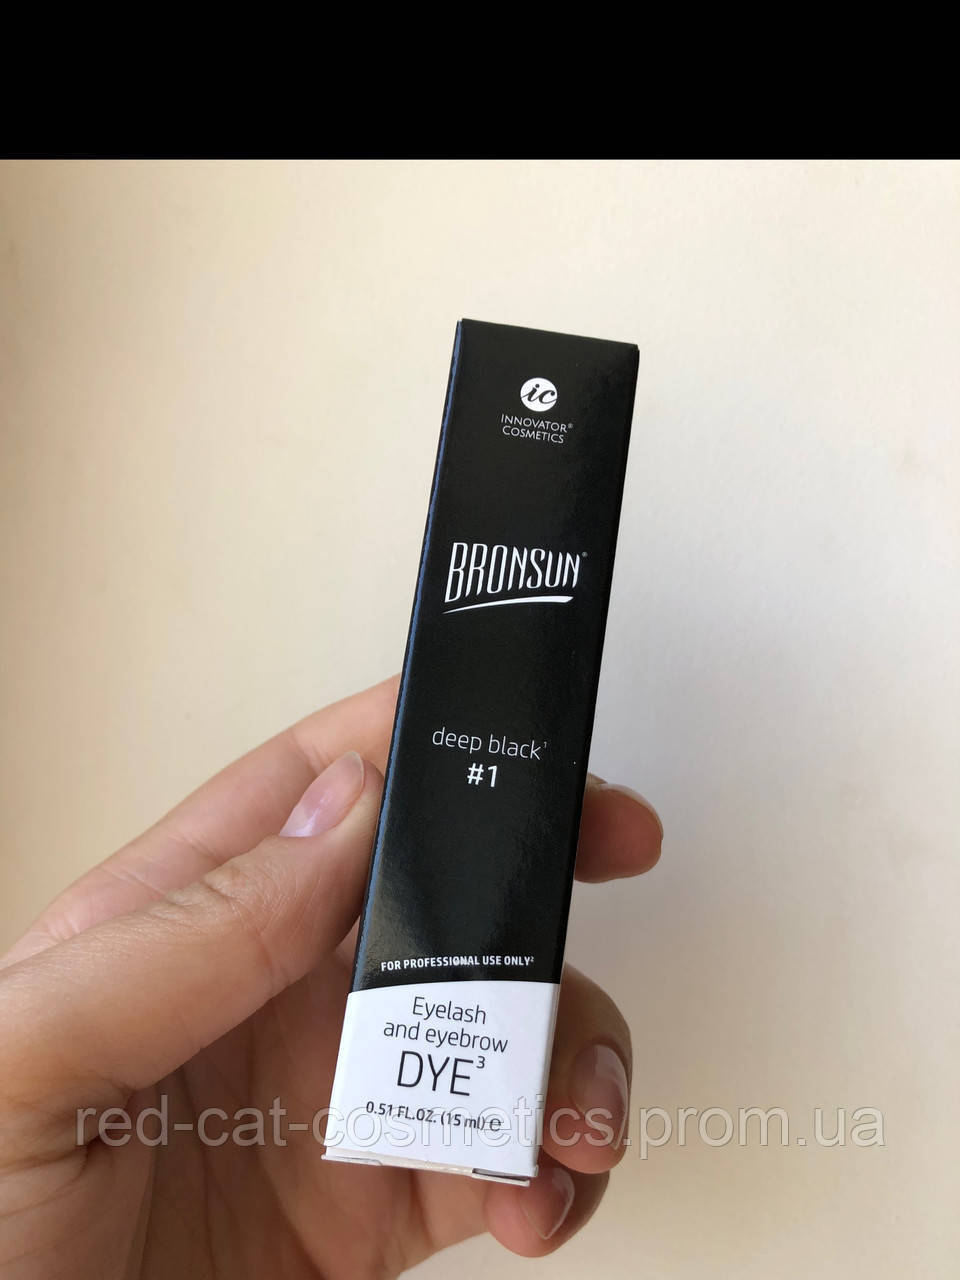 ic
INNOVATOR®
COSMETICS
BRONSUN®
deep black¹
#1
FOR PROFESSIONAL USE ONLY²
Eyelash
and eyebrow
DYE³
0.51 FL.OZ. (15 ml) ℮
red-cat-cosmetics.prom.ua